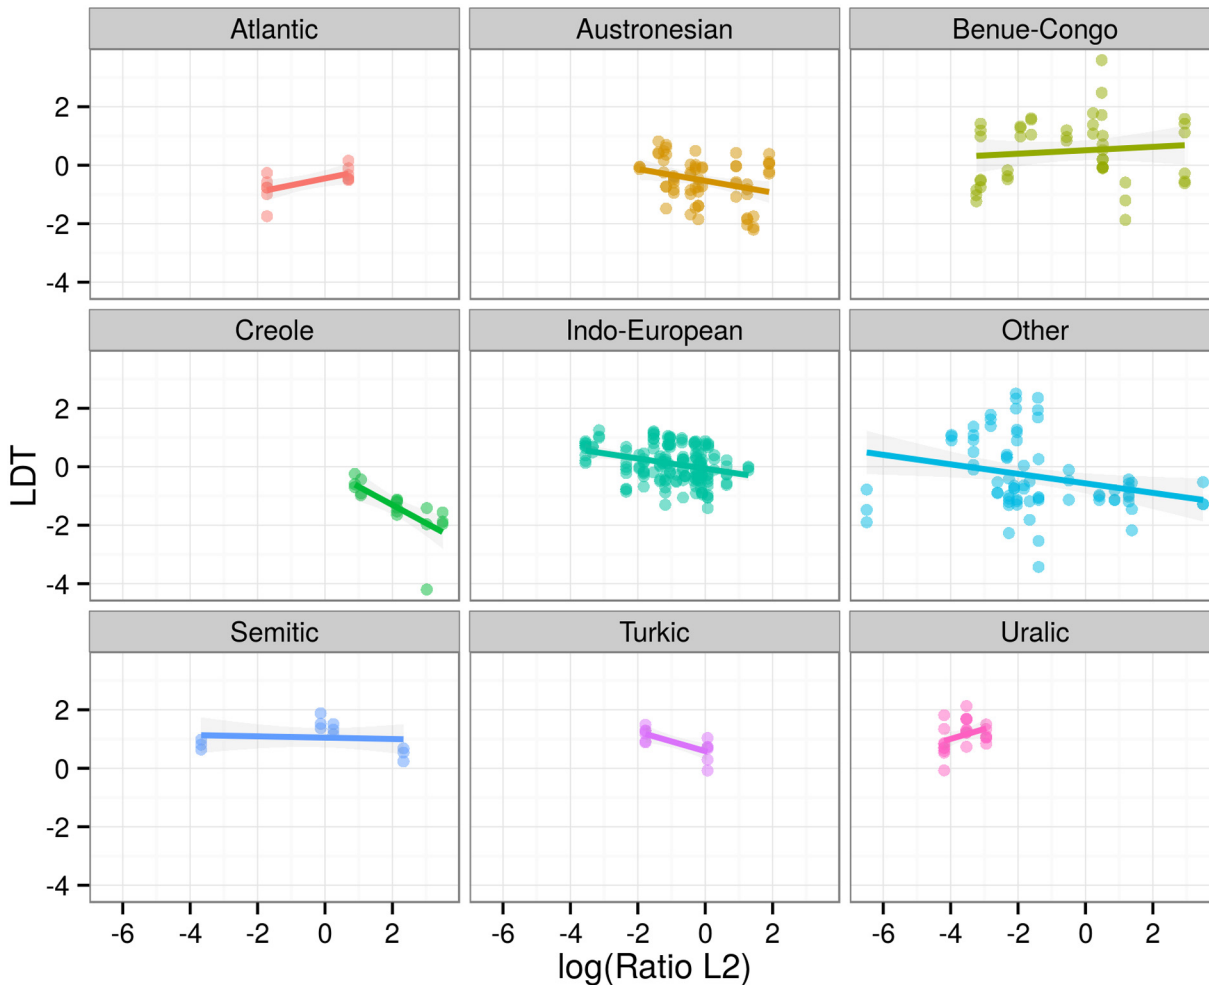 Atlantic Austronesian Benue-Congo
2
0
-2
-4
Creole Indo-European Other
LDT
2
0
-2
-4
Semitic Turkic Uralic
2
0
-2
-4
-6 -4 -2 0 2 -6 -4 -2 0 2 -6 -4 -2 0 2
log(Ratio L2)